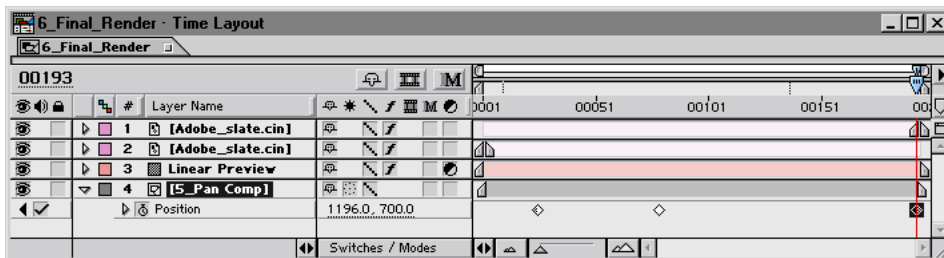 6_Final_Render · Time Layout
6_Final_Render
00193
M
# Layer Name M 0001 00051 00101 00151 00
1 [Adobe_slate.cin]
2 [Adobe_slate.cin]
3 Linear Preview
4 [5_Pan Comp]
Position 1196.0, 700.0
Switches / Modes